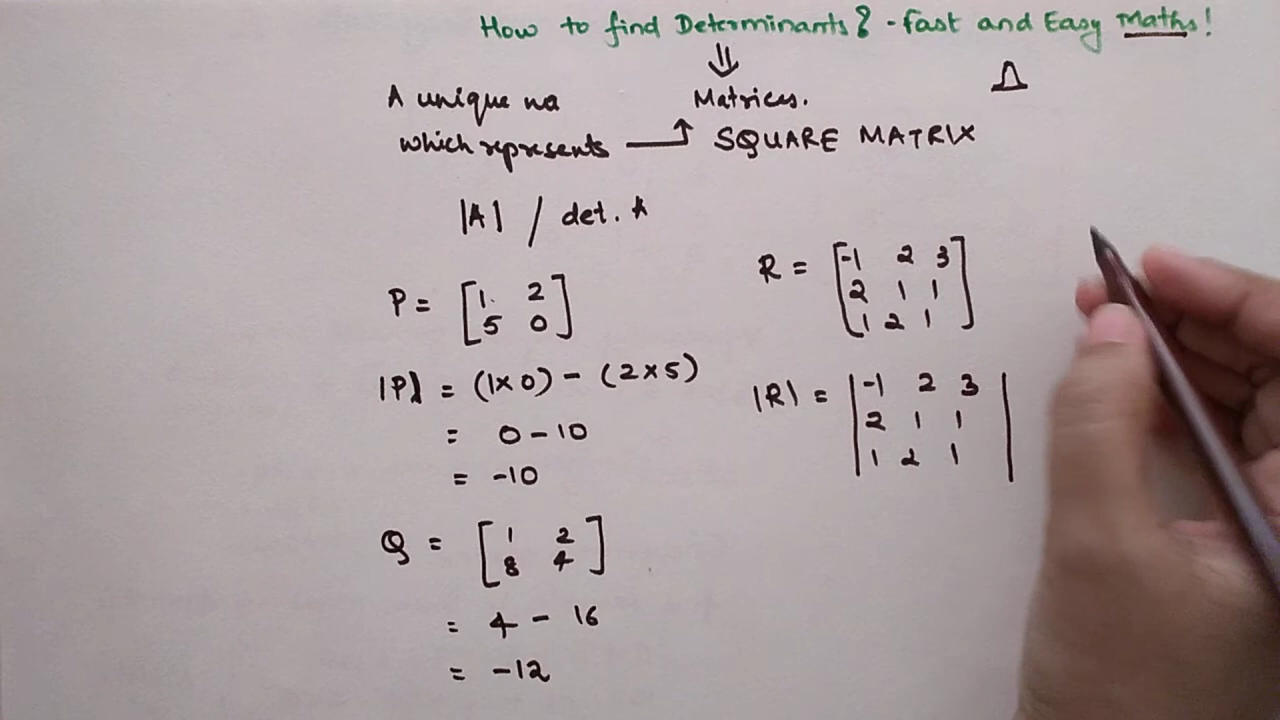 How to find Determinants? - Fast and Easy Maths!
A unique no Matrices. Δ
which represents SQUARE MATRIX
|A| / det. A
P = [1 2
5 0]
|P| = (1×0) - (2×5)
= 0-10
= -10
Q = [1 2
8 4]
= 4 - 16
= -12
R = [-1 2 3
2 1 1
1 2 1]
|R| = |-1 2 3
2 1 1
1 2 1|